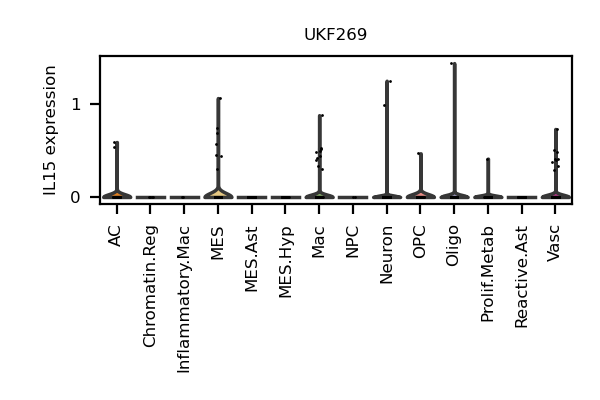 UKF269
IL15 expression
1
0
AC
Chromatin.Reg
Inflammatory.Mac
MES
MES.Ast
MES.Hyp
Mac
NPC
Neuron
OPC
Oligo
Prolif.Metab
Reactive.Ast
Vasc